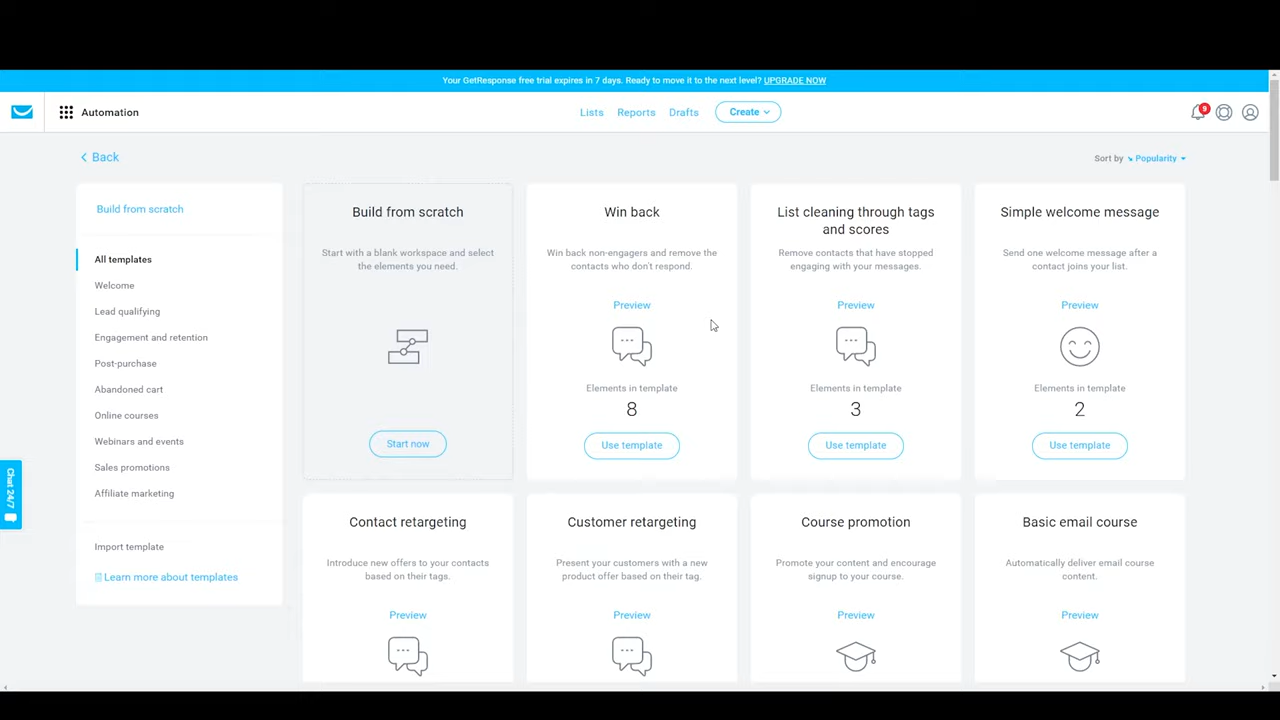 Your GetResponse free trial expires in 7 days. Ready to move it to the next level? UPGRADE NOW
Automation
Lists
Reports
Drafts
Create
9
Back
Sort by
Popularity
Build from scratch
All templates
Welcome
Lead qualifying
Engagement and retention
Post-purchase
Abandoned cart
Online courses
Webinars and events
Sales promotions
Affiliate marketing
Import template
Learn more about templates
Chat 24/7
Build from scratch
Start with a blank workspace and select
the elements you need.
Start now
Win back
Win back non-engagers and remove the
contacts who don't respond.
Preview
Elements in template
8
Use template
List cleaning through tags
and scores
Remove contacts that have stopped
engaging with your messages.
Preview
Elements in template
3
Use template
Simple welcome message
Send one welcome message after a
contact joins your list.
Preview
Elements in template
2
Use template
Contact retargeting
Introduce new offers to your contacts
based on their tags.
Preview
Customer retargeting
Present your customers with a new
product offer based on their tag.
Preview
Course promotion
Promote your content and encourage
signup to your course.
Preview
Basic email course
Automatically deliver email course
content.
Preview